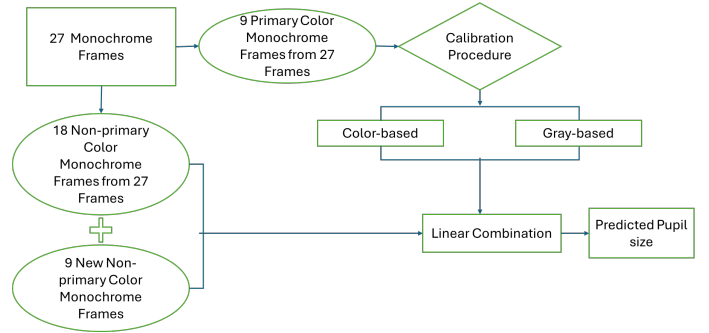 27 Monochrome
Frames
9 Primary Color
Monochrome
Frames from 27
Frames
Calibration
Procedure
18 Non-primary
Color
Monochrome
Frames from 27
Frames
Color-based
Gray-based
9 New Non-
primary Color
Monochrome
Frames
Linear Combination
Predicted Pupil
size